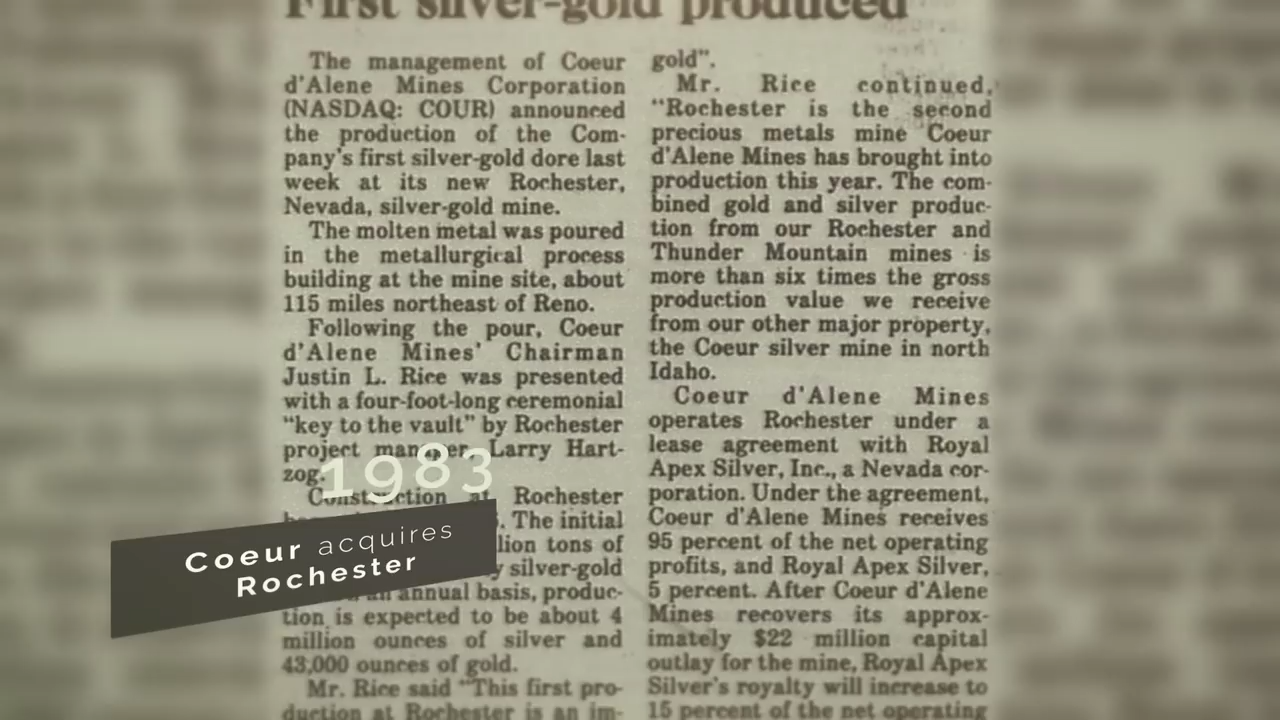 First silver-gold produced
The management of Coeur
d'Alene Mines Corporation
(NASDAQ: COUR) announced
the production of the Com-
pany's first silver-gold dore last
week at its new Rochester,
Nevada, silver-gold mine.
The molten metal was poured
in the metallurgical process
building at the mine site, about
115 miles northeast of Reno.
Following the pour, Coeur
d'Alene Mines' Chairman
Justin L. Rice was presented
with a four-foot-long ceremonial
"key to the vault" by Rochester
project manager, Larry Hart-
zog.
Construction at Rochester
. The initial
lion tons of
silver-gold
an annual basis, produc-
tion is expected to be about 4
million ounces of silver and
43,000 ounces of gold.
Mr. Rice said "This first pro-
duction at Rochester is an im-
gold".
Mr. Rice continued,
"Rochester is the second
precious metals mine Coeur
d'Alene Mines has brought into
production this year. The com-
bined gold and silver produc-
tion from our Rochester and
Thunder Mountain mines is
more than six times the gross
production value we receive
from our other major property,
the Coeur silver mine in north
Idaho.
Coeur d'Alene Mines
operates Rochester under a
lease agreement with Royal
Apex Silver, Inc., a Nevada cor-
poration. Under the agreement,
Coeur d'Alene Mines receives
95 percent of the net operating
profits, and Royal Apex Silver,
5 percent. After Coeur d'Alene
Mines recovers its approx-
imately $22 million capital
outlay for the mine, Royal Apex
Silver's royalty will increase to
15 percent of the net operating
1983
Coeur acquires
Rochester